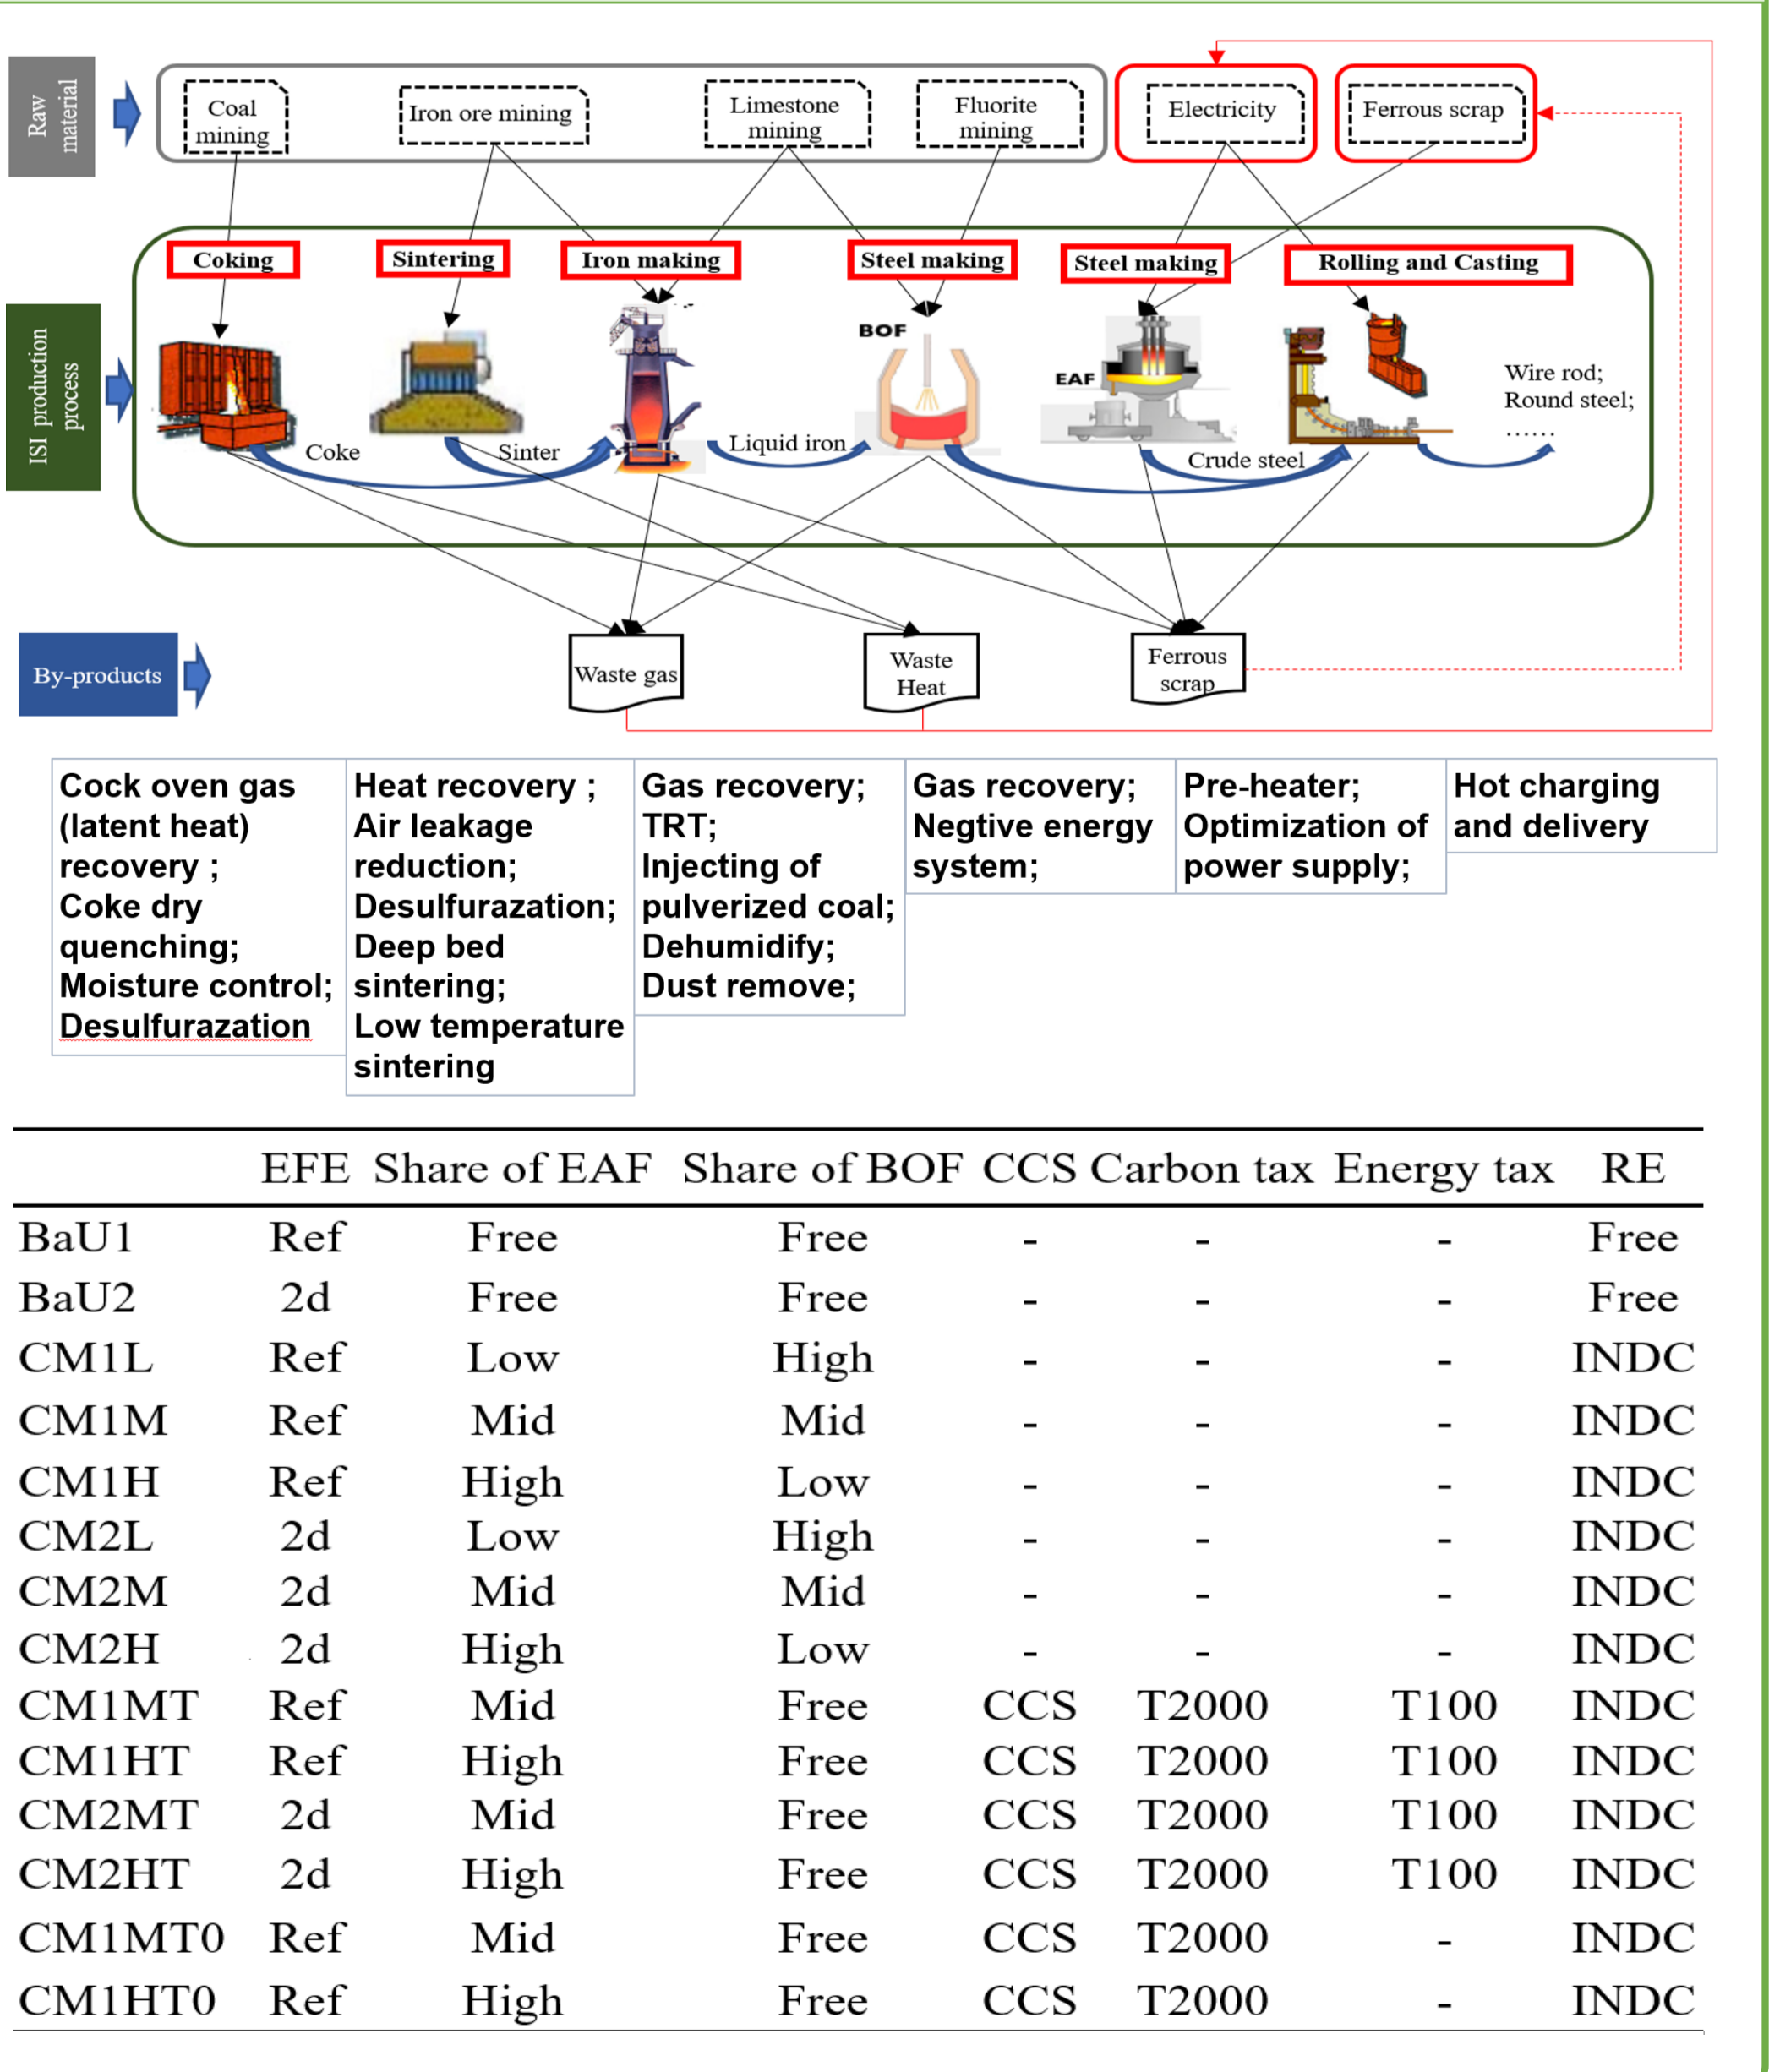 Raw
material
Coal
mining
Iron ore mining
Limestone
mining
Fluorite
mining
Electricity
Ferrous scrap
ISI production
process
Coking
Sintering
Iron making
Steel making
Steel making
Rolling and Casting
BOF
EAF
Wire rod;
Round steel;
……
Coke
Sinter
Liquid iron
Crude steel
By-products
Waste gas
Waste
Heat
Ferrous
scrap
Cock oven gas
(latent heat)
recovery ;
Coke dry
quenching;
Moisture control;
Desulfurazation
Heat recovery ;
Air leakage
reduction;
Desulfurazation;
Deep bed
sintering;
Low temperature
sintering
Gas recovery;
TRT;
Injecting of
pulverized coal;
Dehumidify;
Dust remove;
Gas recovery;
Negtive energy
system;
Pre-heater;
Optimization of
power supply;
Hot charging
and delivery
EFE Share of EAF Share of BOF CCS Carbon tax Energy tax RE
BaU1 Ref Free Free - - - Free
BaU2 2d Free Free - - - Free
CM1L Ref Low High - - - INDC
CM1M Ref Mid Mid - - - INDC
CM1H Ref High Low - - - INDC
CM2L 2d Low High - - - INDC
CM2M 2d Mid Mid - - - INDC
CM2H 2d High Low - - - INDC
CM1MT Ref Mid Free CCS T2000 T100 INDC
CM1HT Ref High Free CCS T2000 T100 INDC
CM2MT 2d Mid Free CCS T2000 T100 INDC
CM2HT 2d High Free CCS T2000 T100 INDC
CM1MT0 Ref Mid Free CCS T2000 - INDC
CM1HT0 Ref High Free CCS T2000 - INDC